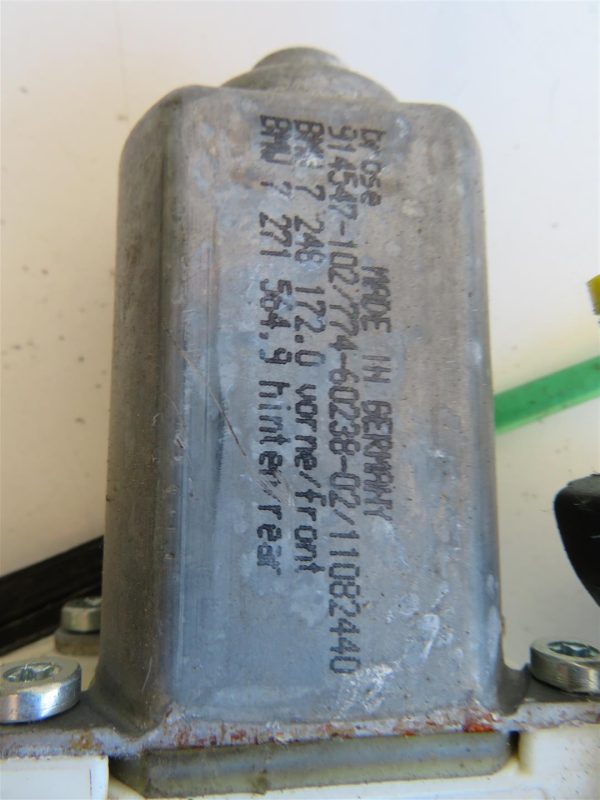 brose MADE IN GERMANY
914547-102/774-60238-02/11082440
BMW 7 248 172.0 vorne/front
BMW 7 271 564.9 hinten/rear